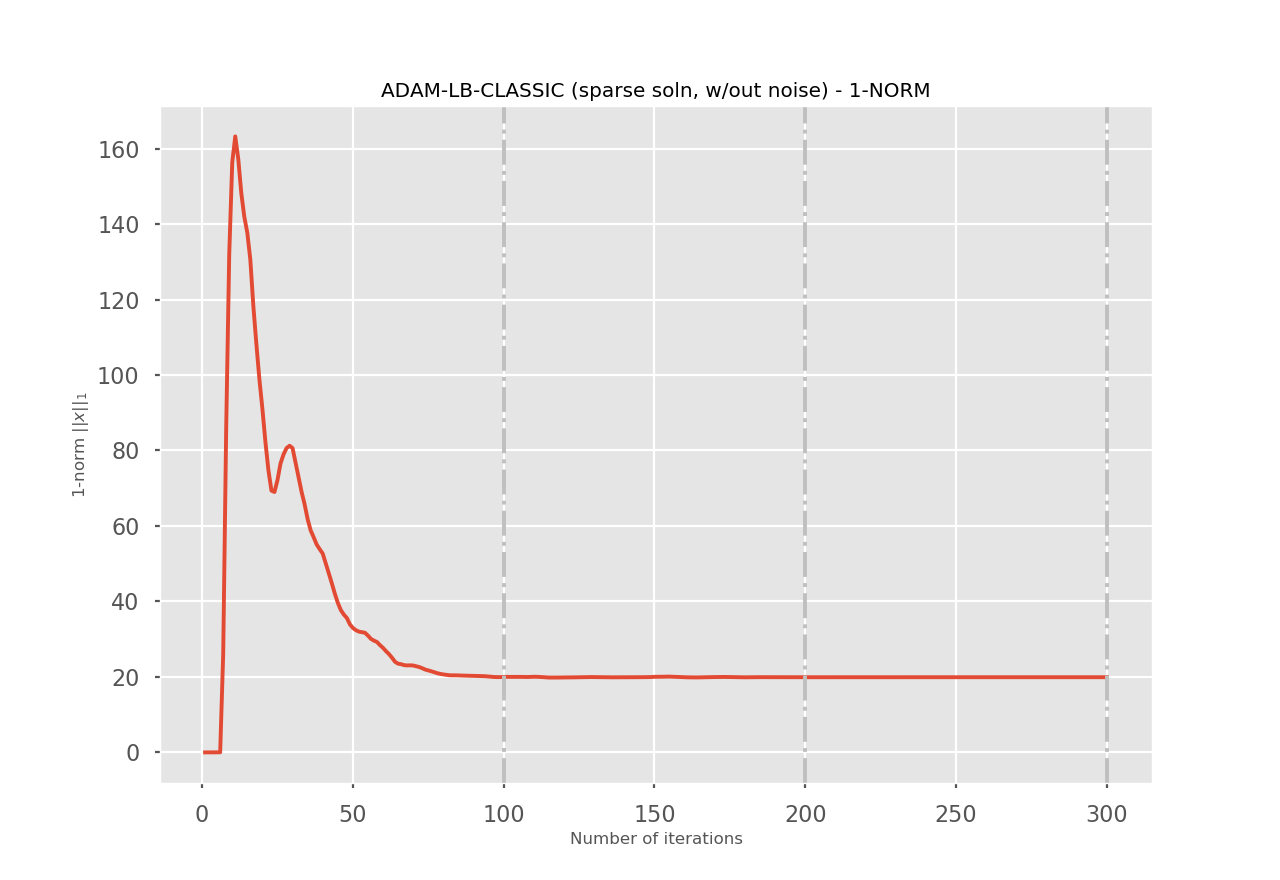 ADAM-LB-CLASSIC (sparse soln, w/out noise) - 1-NORM
160
140
120
100
80
60
40
20
0
1-norm ||x||₁
0 50 100 150 200 250 300
Number of iterations